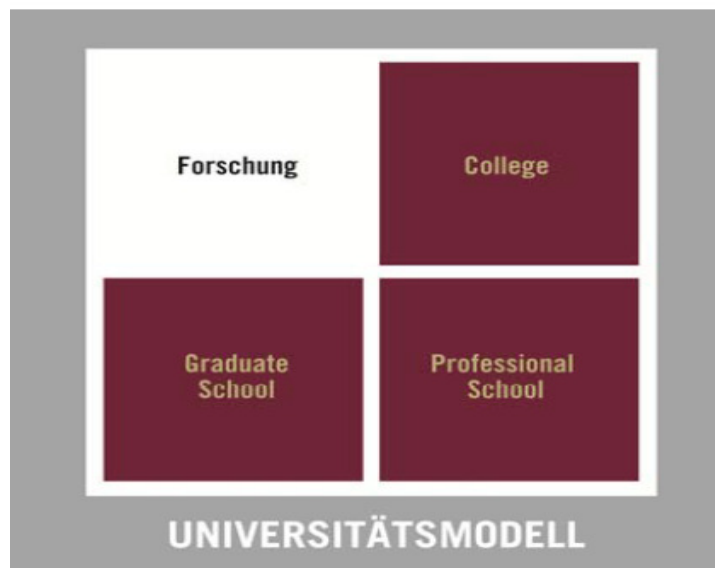 Forschung
College
Graduate
School
Professional
School
UNIVERSITÄTSMODELL